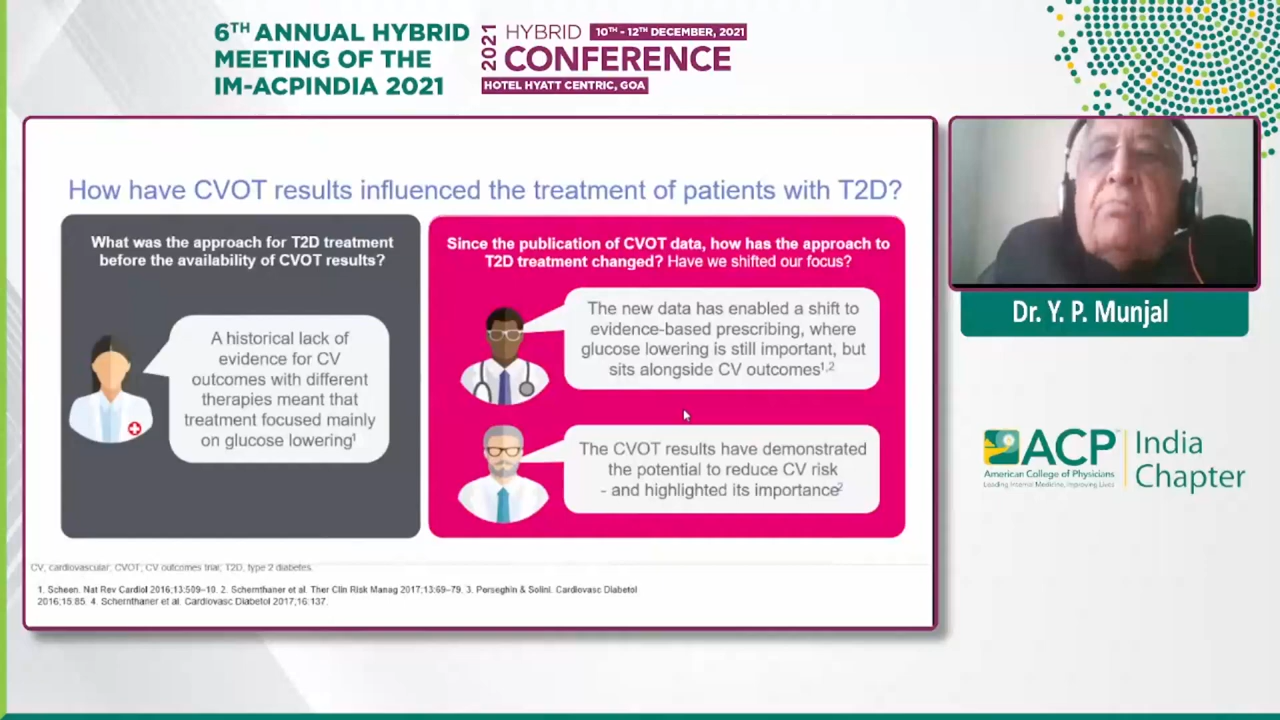 6TH ANNUAL HYBRID
MEETING OF THE
IM-ACPINDIA 2021
2021
HYBRID
10TH - 12TH DECEMBER, 2021
CONFERENCE
HOTEL HYATT CENTRIC, GOA
How have CVOT results influenced the treatment of patients with T2D?
What was the approach for T2D treatment
before the availability of CVOT results?
A historical lack of
evidence for CV
outcomes with different
therapies meant that
treatment focused mainly
on glucose lowering1
Since the publication of CVOT data, how has the approach to
T2D treatment changed? Have we shifted our focus?
The new data has enabled a shift to
evidence-based prescribing, where
glucose lowering is still important, but
sits alongside CV outcomes1,2
The CVOT results have demonstrated
the potential to reduce CV risk
- and highlighted its importance2
CV, cardiovascular; CVOT, CV outcomes trial; T2D, type 2 diabetes.
1. Scheen. Nat Rev Cardiol 2016;13:509–10. 2. Schernthaner et al. Ther Clin Risk Manag 2017;13:69–79. 3. Perseghin & Solini. Cardiovasc Diabetol
2016;15:85. 4. Schernthaner et al. Cardiovasc Diabetol 2017;16:137.
Dr. Y. P. Munjal
ACP
American College of Physicians
Leading Internal Medicine, Improving Lives
India
Chapter